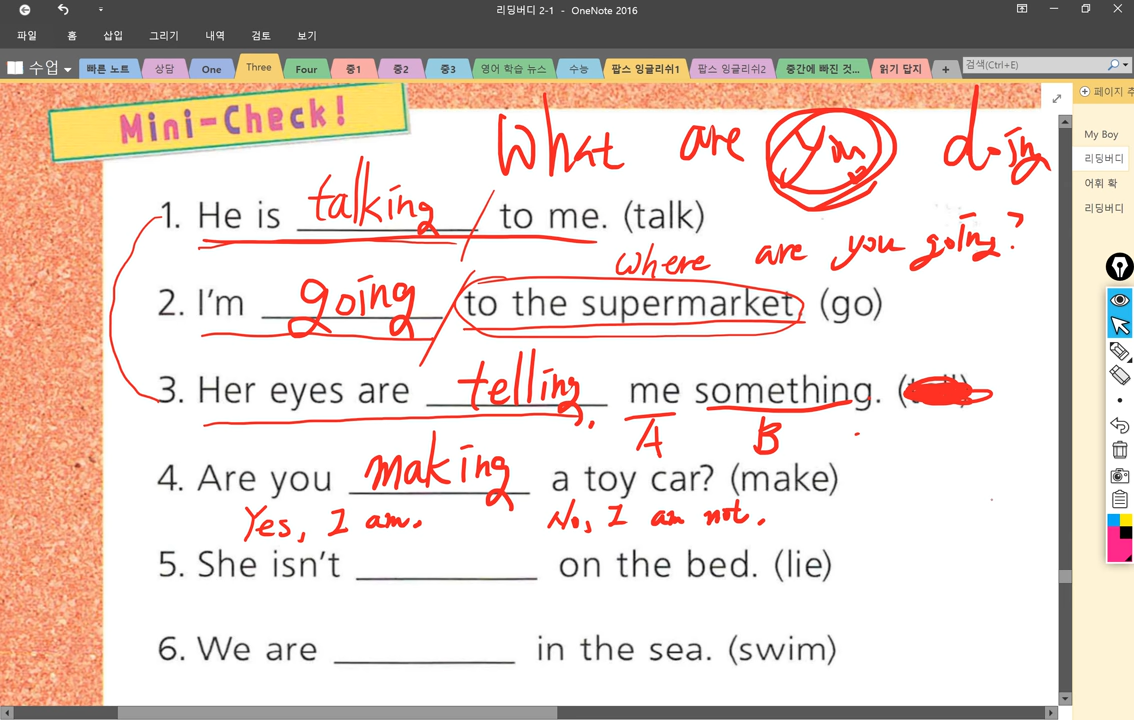 리딩버디 2-1 - OneNote 2016
파일 홈 삽입 그리기 내역 검토 보기
수업 빠른 노트 상담 One Three Four 중1 중2 중3 영어 학습 뉴스 수능 팝스 잉글리쉬1 팝스 잉글리쉬2 중간에 빠진 것... 읽기 답지 + 검색(Ctrl+E)
페이지 추
My Boy
리딩버디
어휘 확
리딩버디
Mini-Check!
What are you doing
1. He is talking to me. (talk)
where are you going?
2. I'm going to the supermarket. (go)
3. Her eyes are telling me something.
A B
4. Are you making a toy car? (make)
Yes, I am. No, I am not.
5. She isn't __________ on the bed. (lie)
6. We are __________ in the sea. (swim)